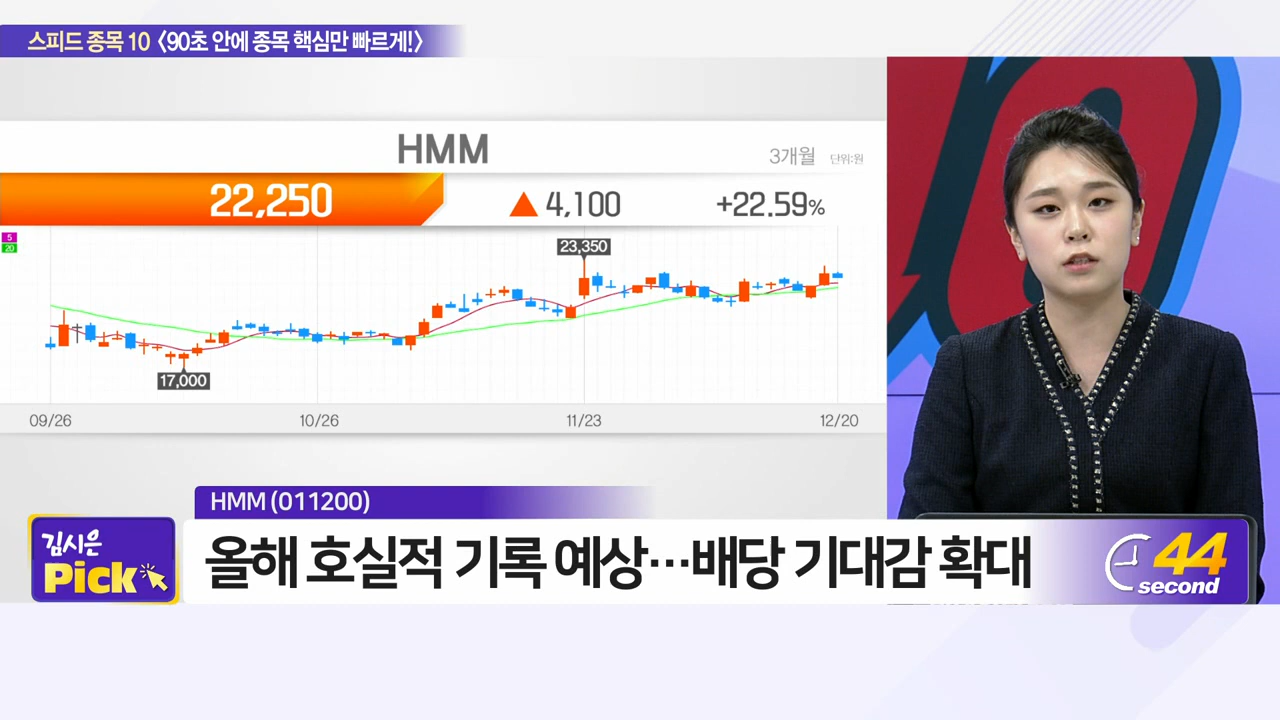 스피드 종목 10 〈90초 안에 종목 핵심만 빠르게!〉
HMM
3개월 단위:원
22,250 ▲ 4,100 +22.59%
5
20
23,350
17,000
09/26 10/26 11/23 12/20
HMM (011200)
김시은
Pick
올해 호실적 기록 예상…배당 기대감 확대
44
second